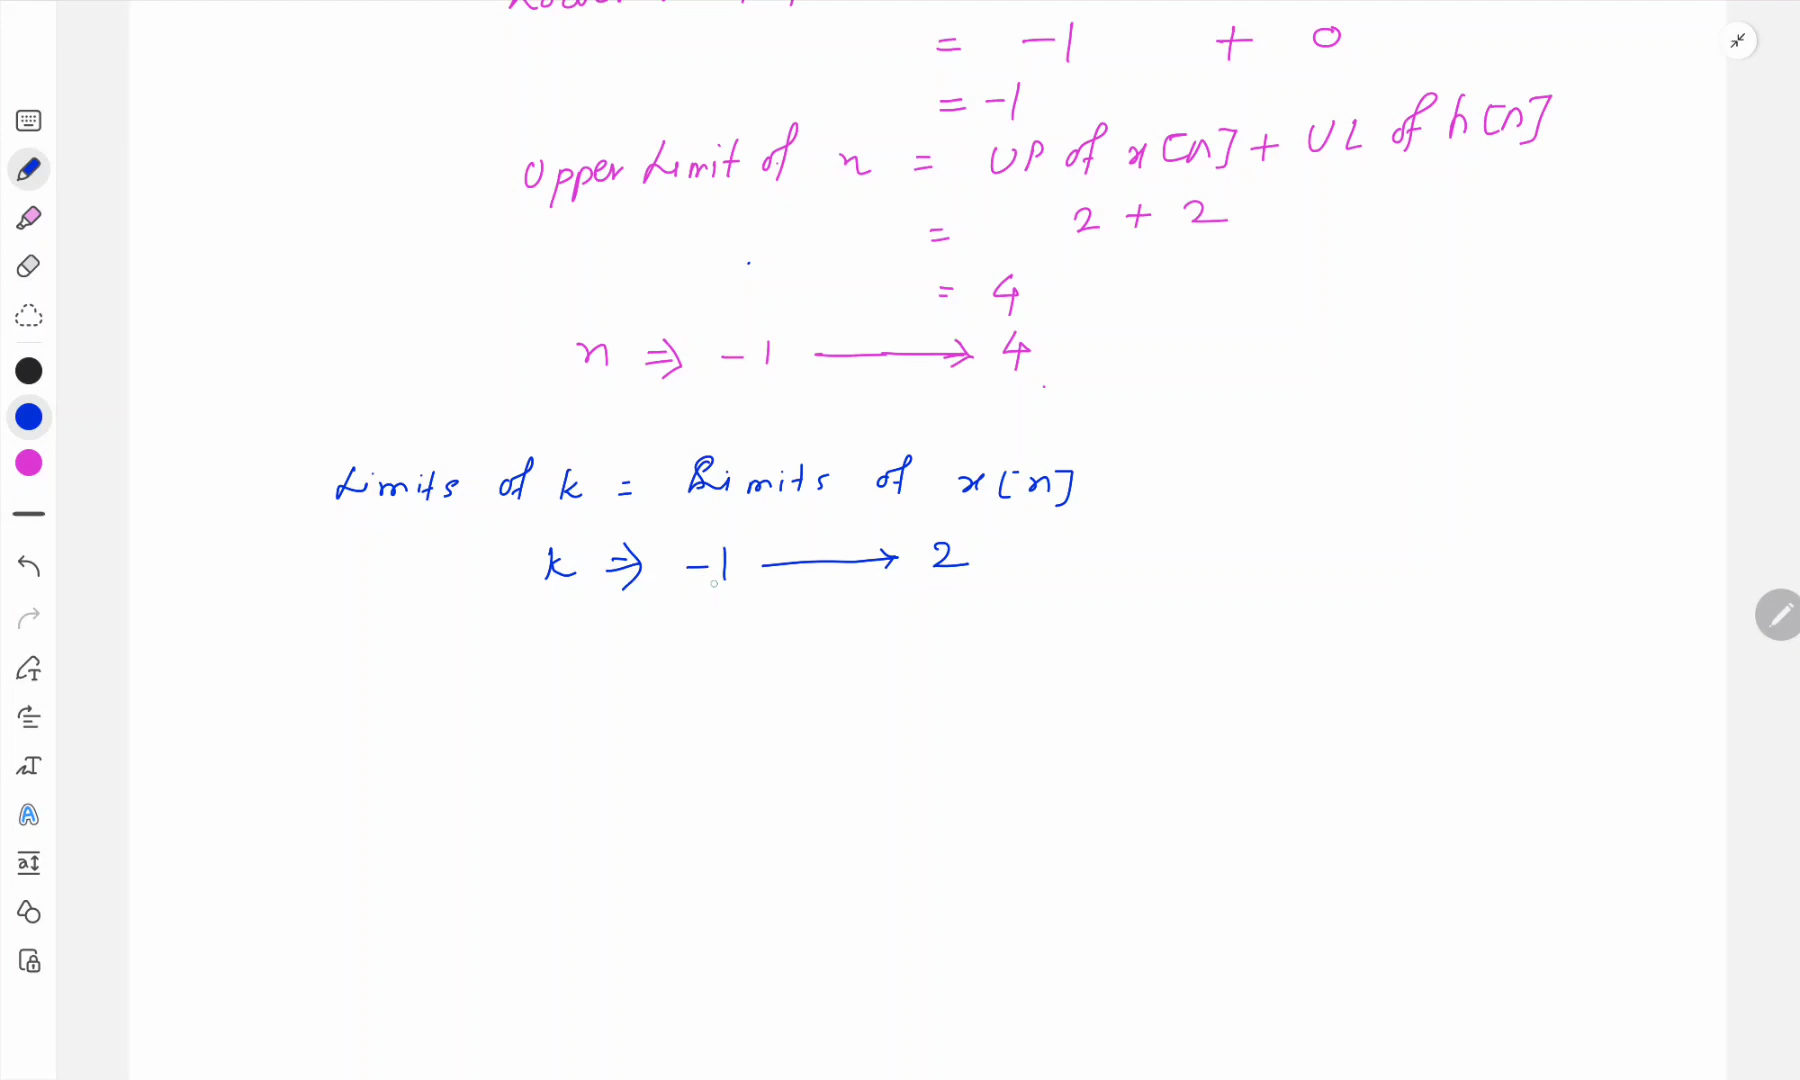 = -1 + 0
= -1
Upper Limit of n = UP of x[n] + UL of h[n]
= 2 + 2
= 4
n ⇒ -1 → 4
Limits of k = Limits of x[n]
k ⇒ -1 → 2